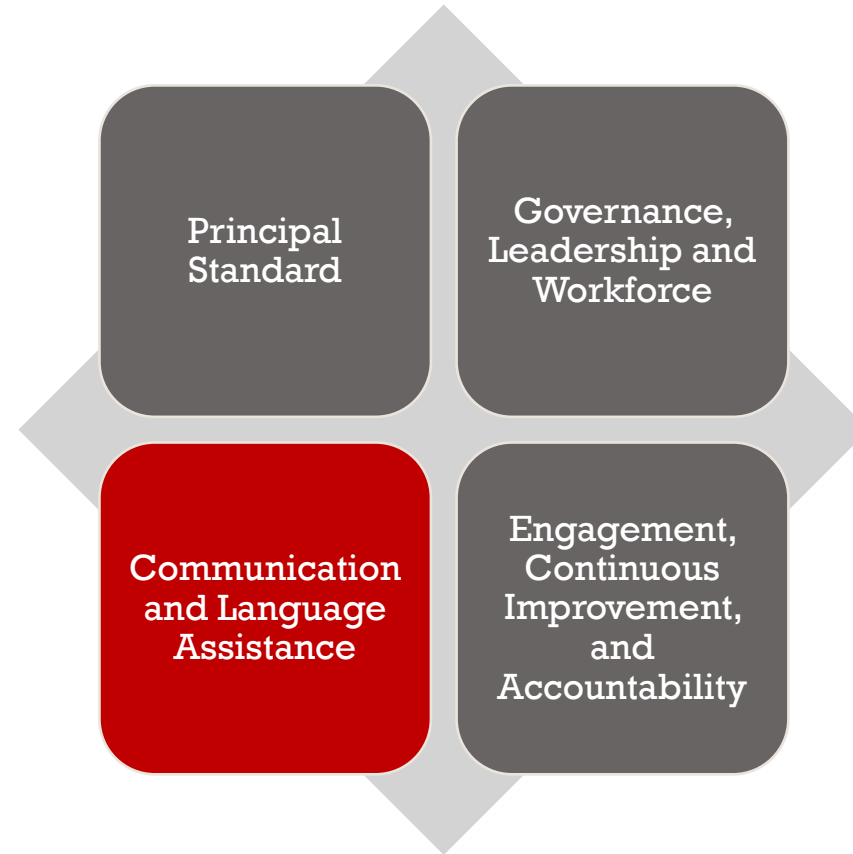 Principal
Standard
Governance,
Leadership and
Workforce
Communication
and Language
Assistance
Engagement,
Continuous
Improvement,
and
Accountability